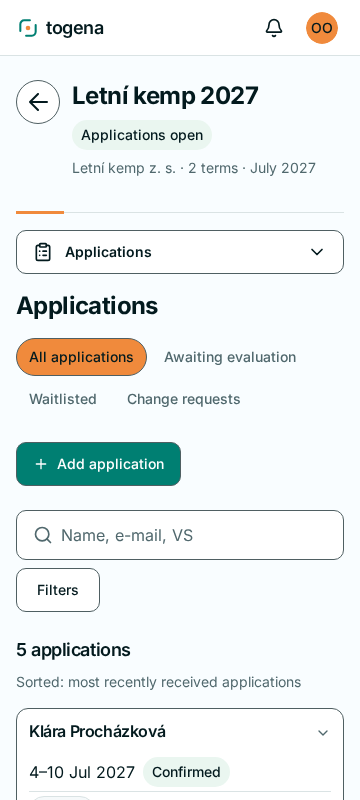 togena
OO
Letní kemp 2027
Applications open
Letní kemp z. s. · 2 terms · July 2027
Applications
Applications
All applications
Awaiting evaluation
Waitlisted
Change requests
+ Add application
Name, e-mail, VS
Filters
5 applications
Sorted: most recently received applications
Klára Procházková
4–10 Jul 2027
Confirmed